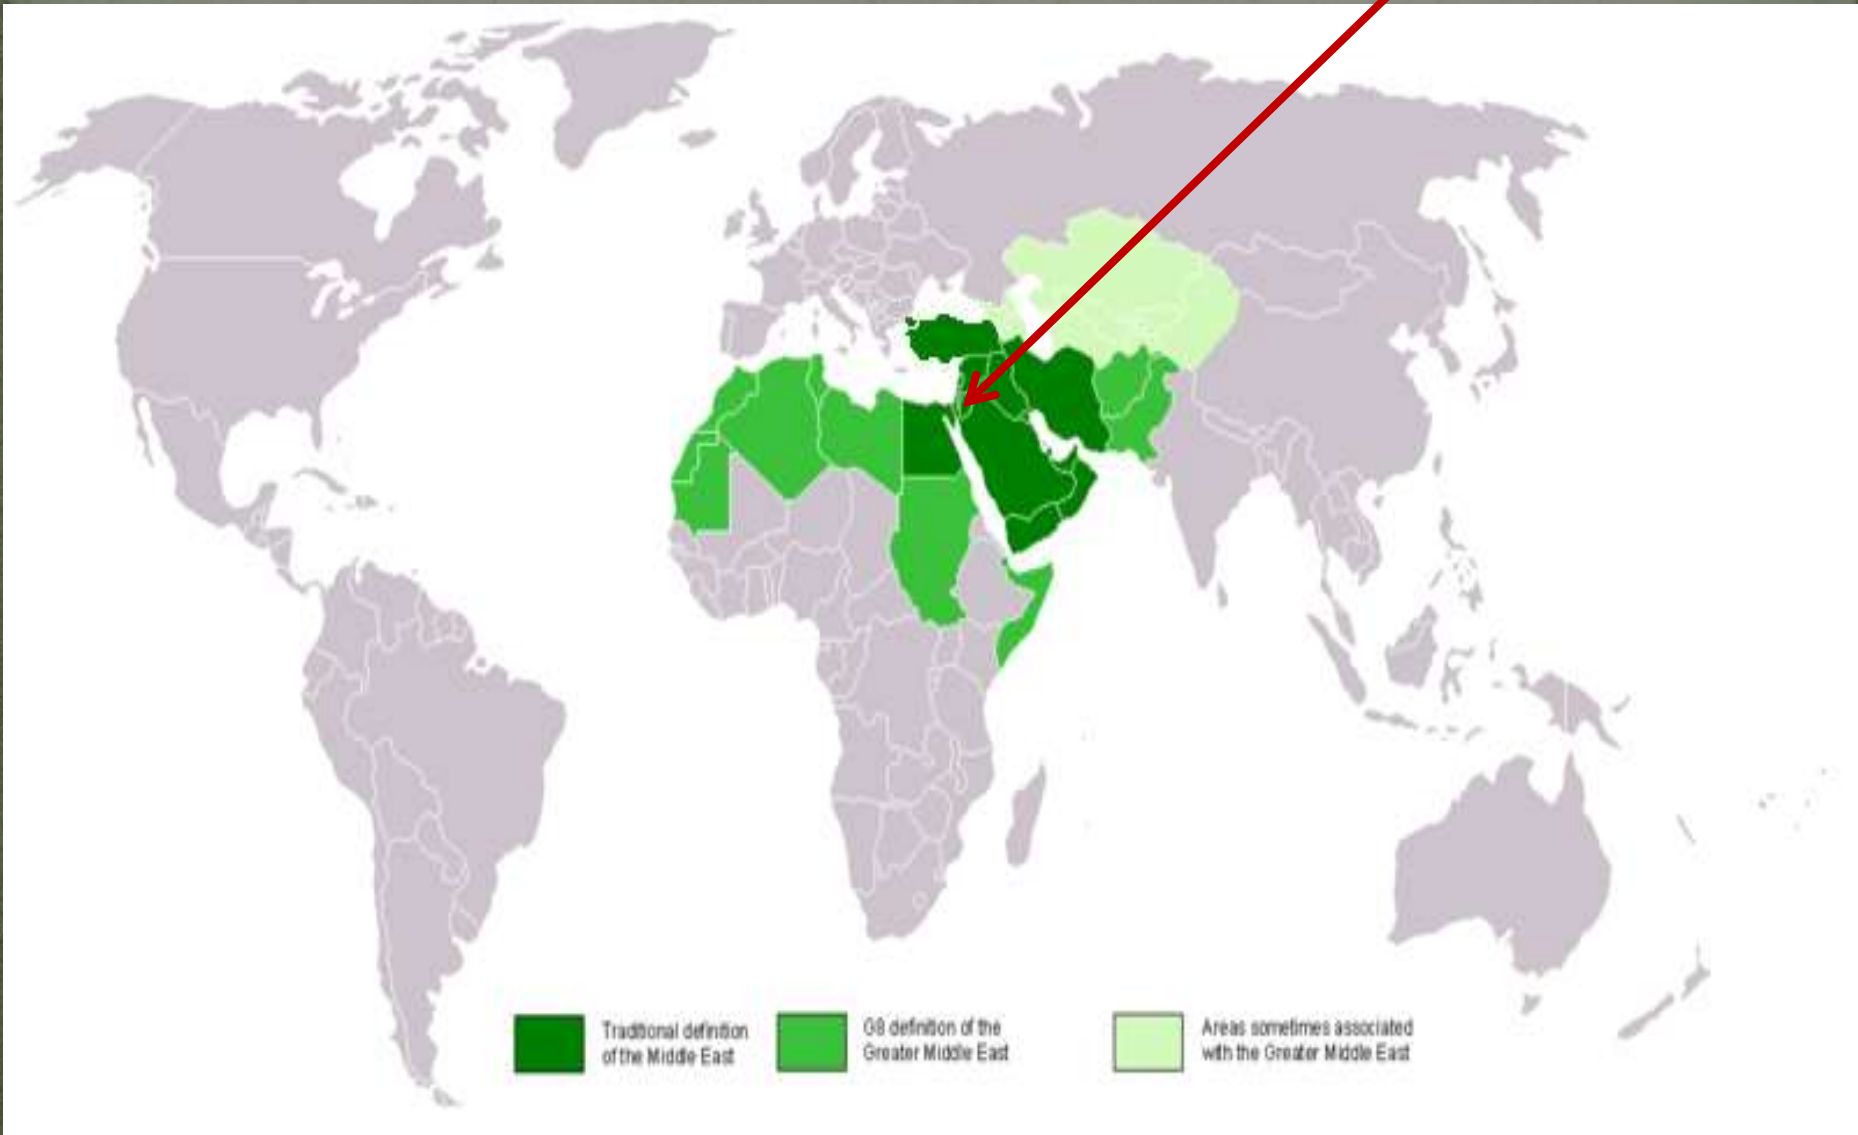 Traditional definition
of the Middle East
G8 definition of the
Greater Middle East
Areas sometimes associated
with the Greater Middle East